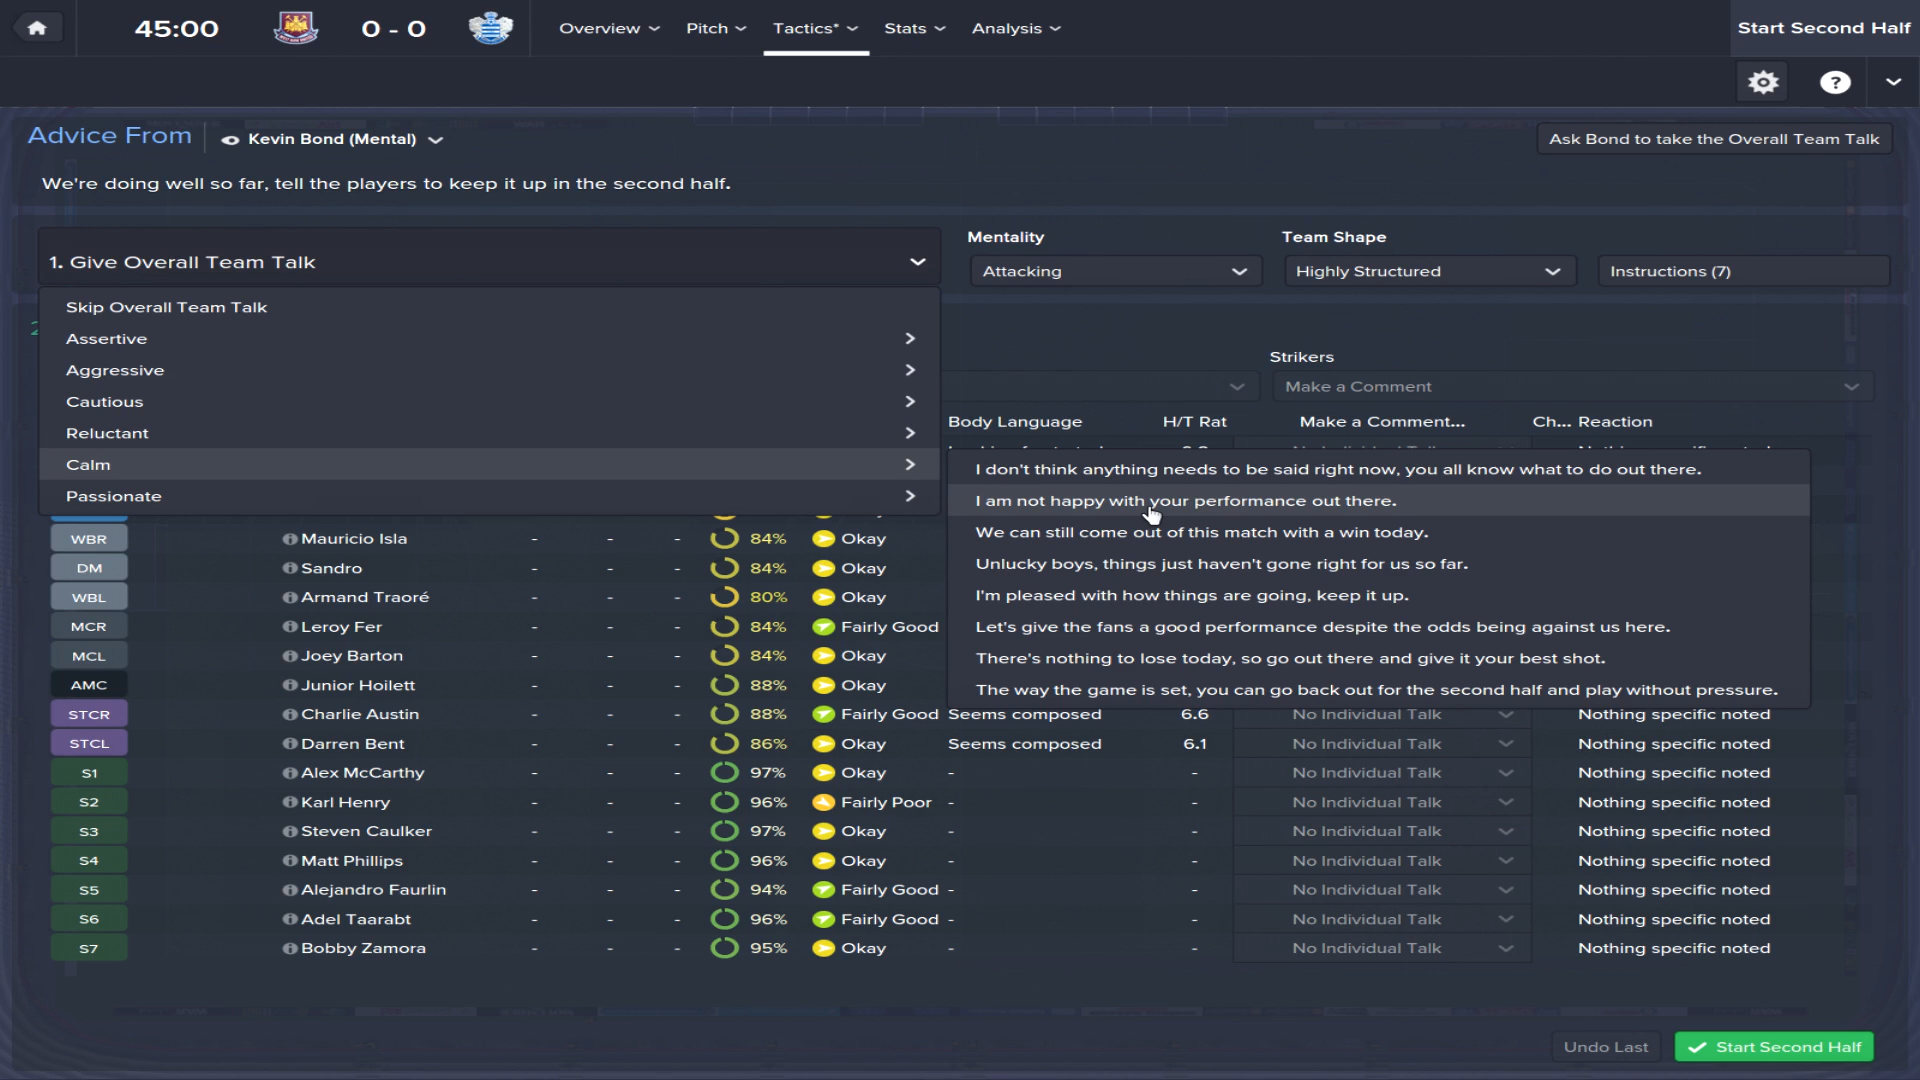 45:00 0 - 0 Overview Pitch Tactics* Stats Analysis Start Second Half
?
Advice From Kevin Bond (Mental) Ask Bond to take the Overall Team Talk
We're doing well so far, tell the players to keep it up in the second half.
Mentality Team Shape
1. Give Overall Team Talk Attacking Highly Structured Instructions (7)
Skip Overall Team Talk
Assertive
Aggressive
Cautious
Reluctant
Calm
Passionate
Strikers
Make a Comment
Body Language H/T Rat Make a Comment... Ch... Reaction
I don't think anything needs to be said right now, you all know what to do out there.
I am not happy with your performance out there.
We can still come out of this match with a win today.
Unlucky boys, things just haven't gone right for us so far.
I'm pleased with how things are going, keep it up.
Let's give the fans a good performance despite the odds being against us here.
There's nothing to lose today, so go out there and give it your best shot.
The way the game is set, you can go back out for the second half and play without pressure.
WBR Mauricio Isla - - - 84% Okay
DM Sandro - - - 84% Okay
WBL Armand Traoré - - - 80% Okay
MCR Leroy Fer - - - 84% Fairly Good
MCL Joey Barton - - - 84% Okay
AMC Junior Hoilett - - - 88% Okay
STCR Charlie Austin - - - 88% Fairly Good Seems composed 6.6 No Individual Talk Nothing specific noted
STCL Darren Bent - - - 86% Okay Seems composed 6.1 No Individual Talk Nothing specific noted
S1 Alex McCarthy - - - 97% Okay - - No Individual Talk Nothing specific noted
S2 Karl Henry - - - 96% Fairly Poor - - No Individual Talk Nothing specific noted
S3 Steven Caulker - - - 97% Okay - - No Individual Talk Nothing specific noted
S4 Matt Phillips - - - 96% Okay - - No Individual Talk Nothing specific noted
S5 Alejandro Faurlin - - - 94% Fairly Good - - No Individual Talk Nothing specific noted
S6 Adel Taarabt - - - 96% Fairly Good - - No Individual Talk Nothing specific noted
S7 Bobby Zamora - - - 95% Okay - - No Individual Talk Nothing specific noted
Undo Last Start Second Half